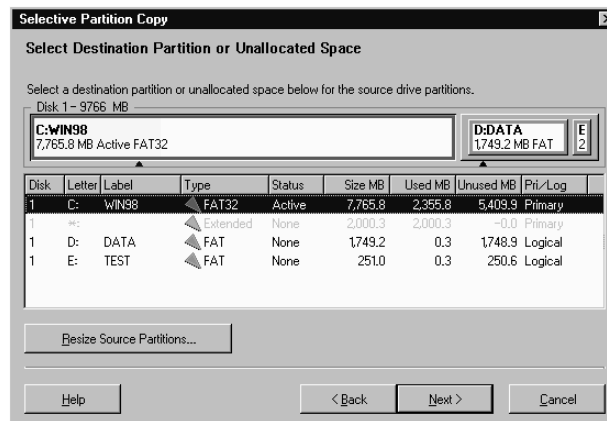 Selective Partition Copy
Select Destination Partition or Unallocated Space
Select a destination partition or unallocated space below for the source drive partitions.
Disk 1 - 9766 MB
C:WIN98 D:DATA E
7,765.8 MB Active FAT32 1,749.2 MB FAT 2
Disk Letter Label Type Status Size MB Used MB Unused MB Pri/Log
1 C: WIN98 FAT32 Active 7,765.8 2,355.8 5,409.9 Primary
1 *: Extended None 2,000.3 2,000.3 -0.0 Primary
1 D: DATA FAT None 1,749.2 0.3 1,748.9 Logical
1 E: TEST FAT None 251.0 0.3 250.6 Logical
Resize Source Partitions...
Help < Back Next > Cancel